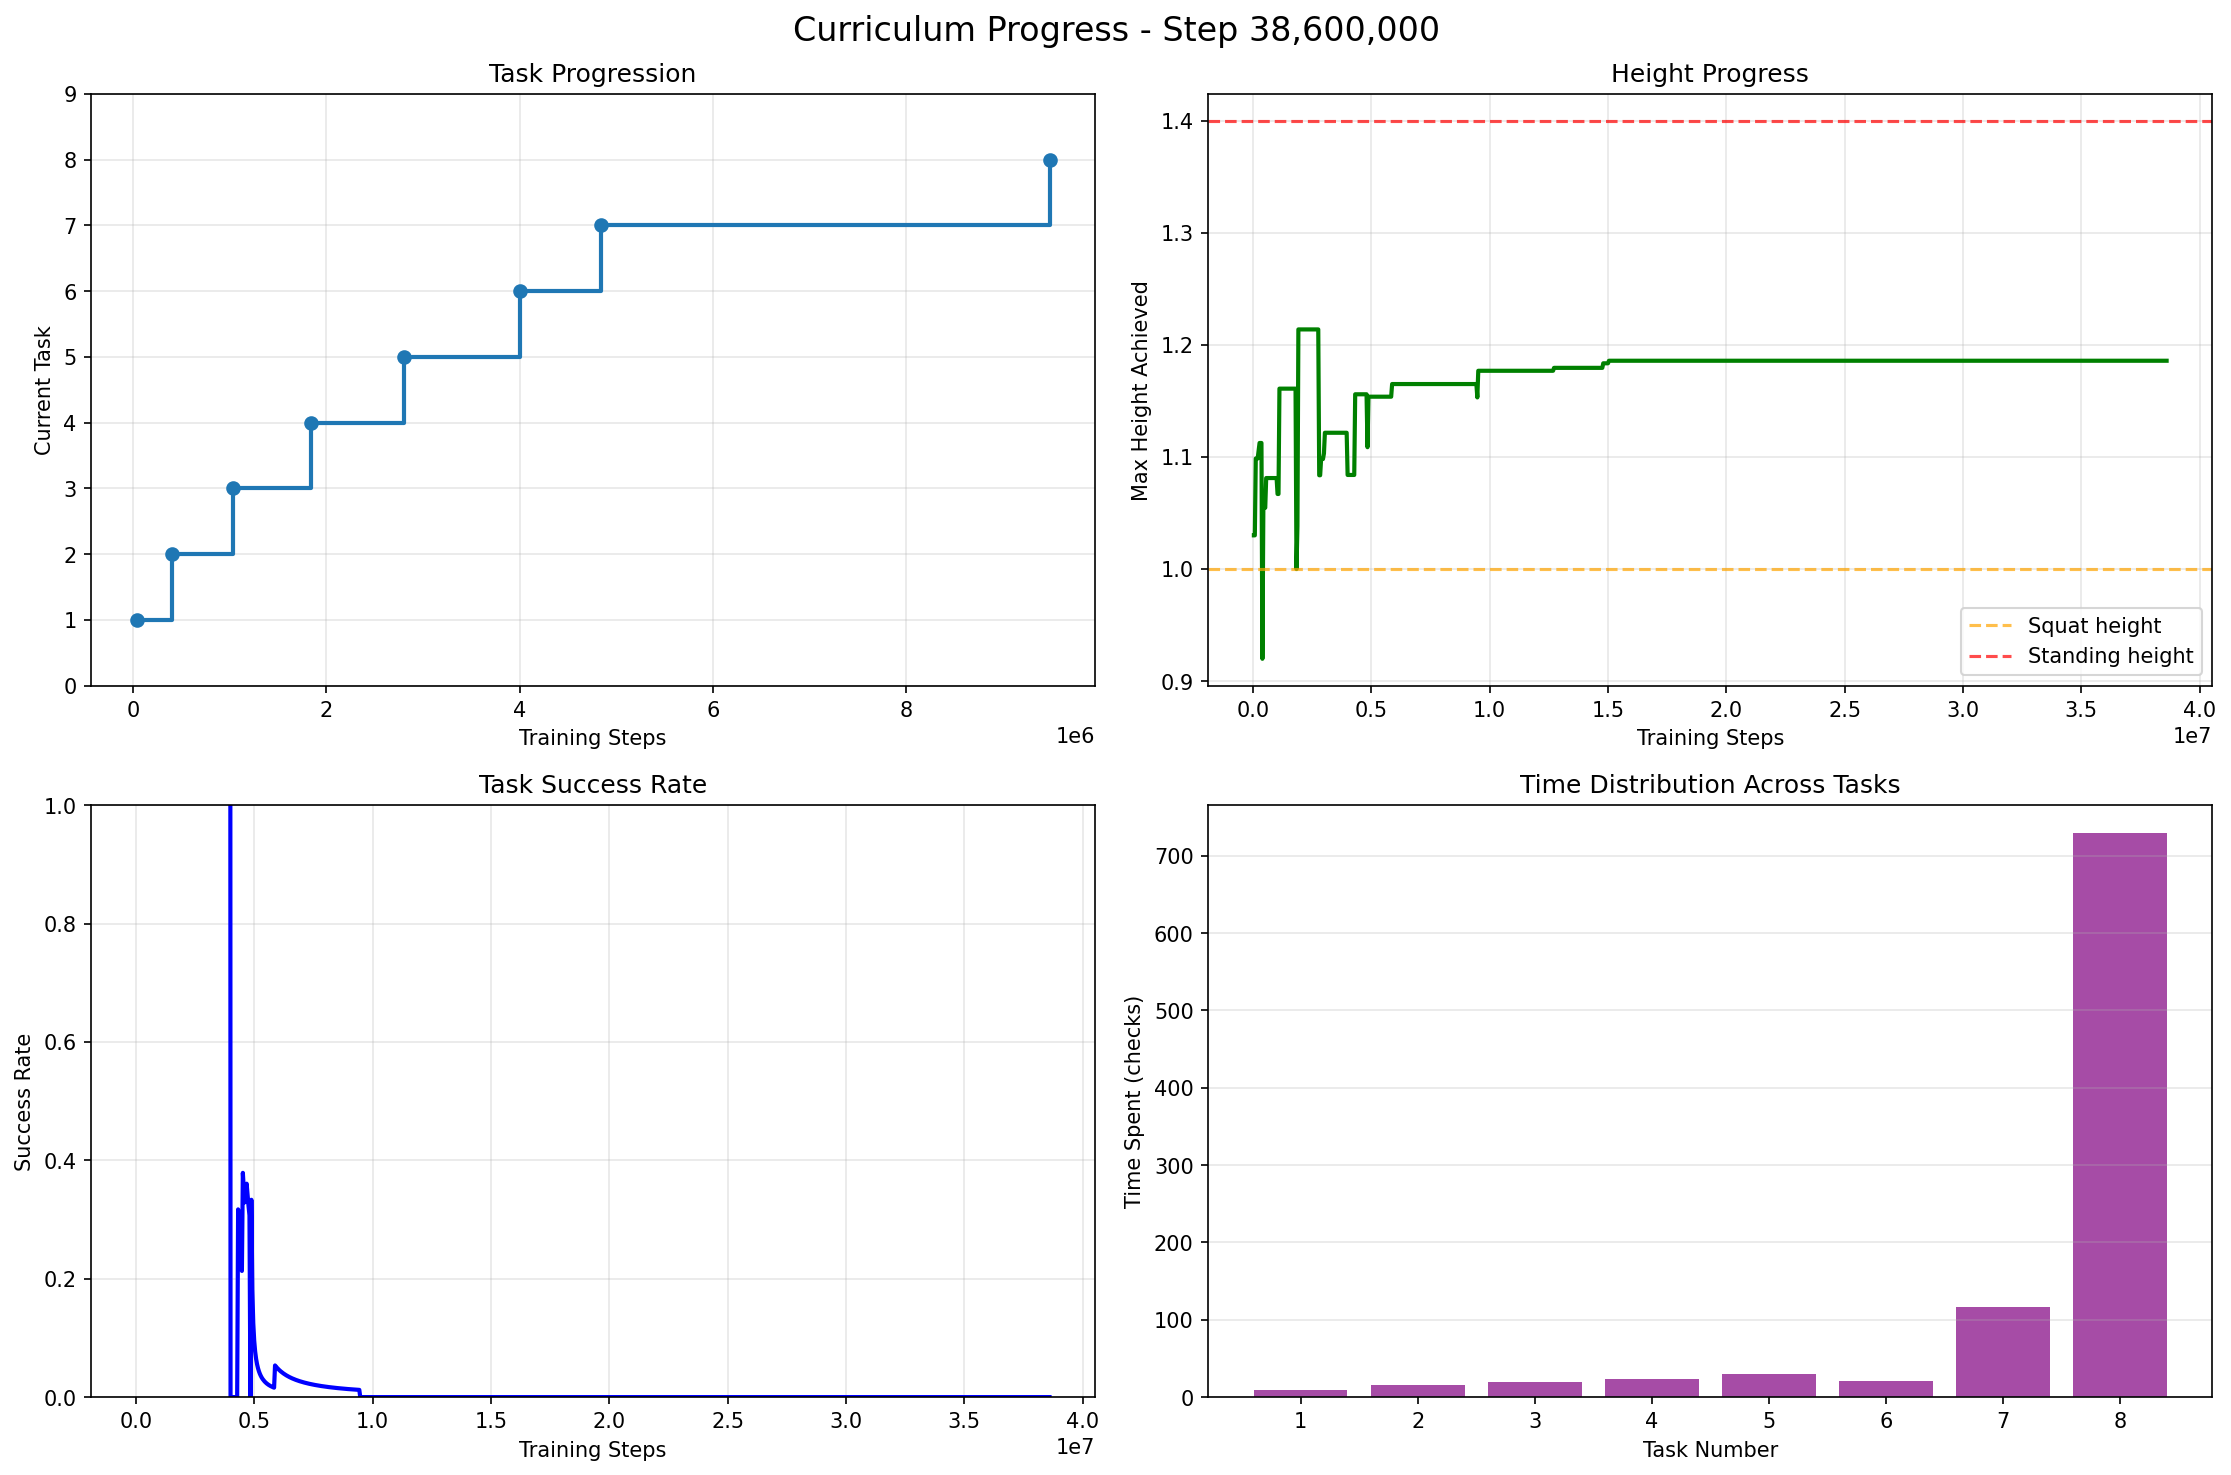 Curriculum Progress - Step 38,600,000
Task Progression
9
8
7
6
5
4
3
2
1
0
Current Task
0 2 4 6 8
1e6
Training Steps
Height Progress
1.4
1.3
1.2
1.1
1.0
0.9
Max Height Achieved
Squat height
Standing height
0.0 0.5 1.0 1.5 2.0 2.5 3.0 3.5 4.0
1e7
Training Steps
Task Success Rate
1.0
0.8
0.6
0.4
0.2
0.0
Success Rate
0.0 0.5 1.0 1.5 2.0 2.5 3.0 3.5 4.0
1e7
Training Steps
Time Distribution Across Tasks
700
600
500
400
300
200
100
0
Time Spent (checks)
1 2 3 4 5 6 7 8
Task Number